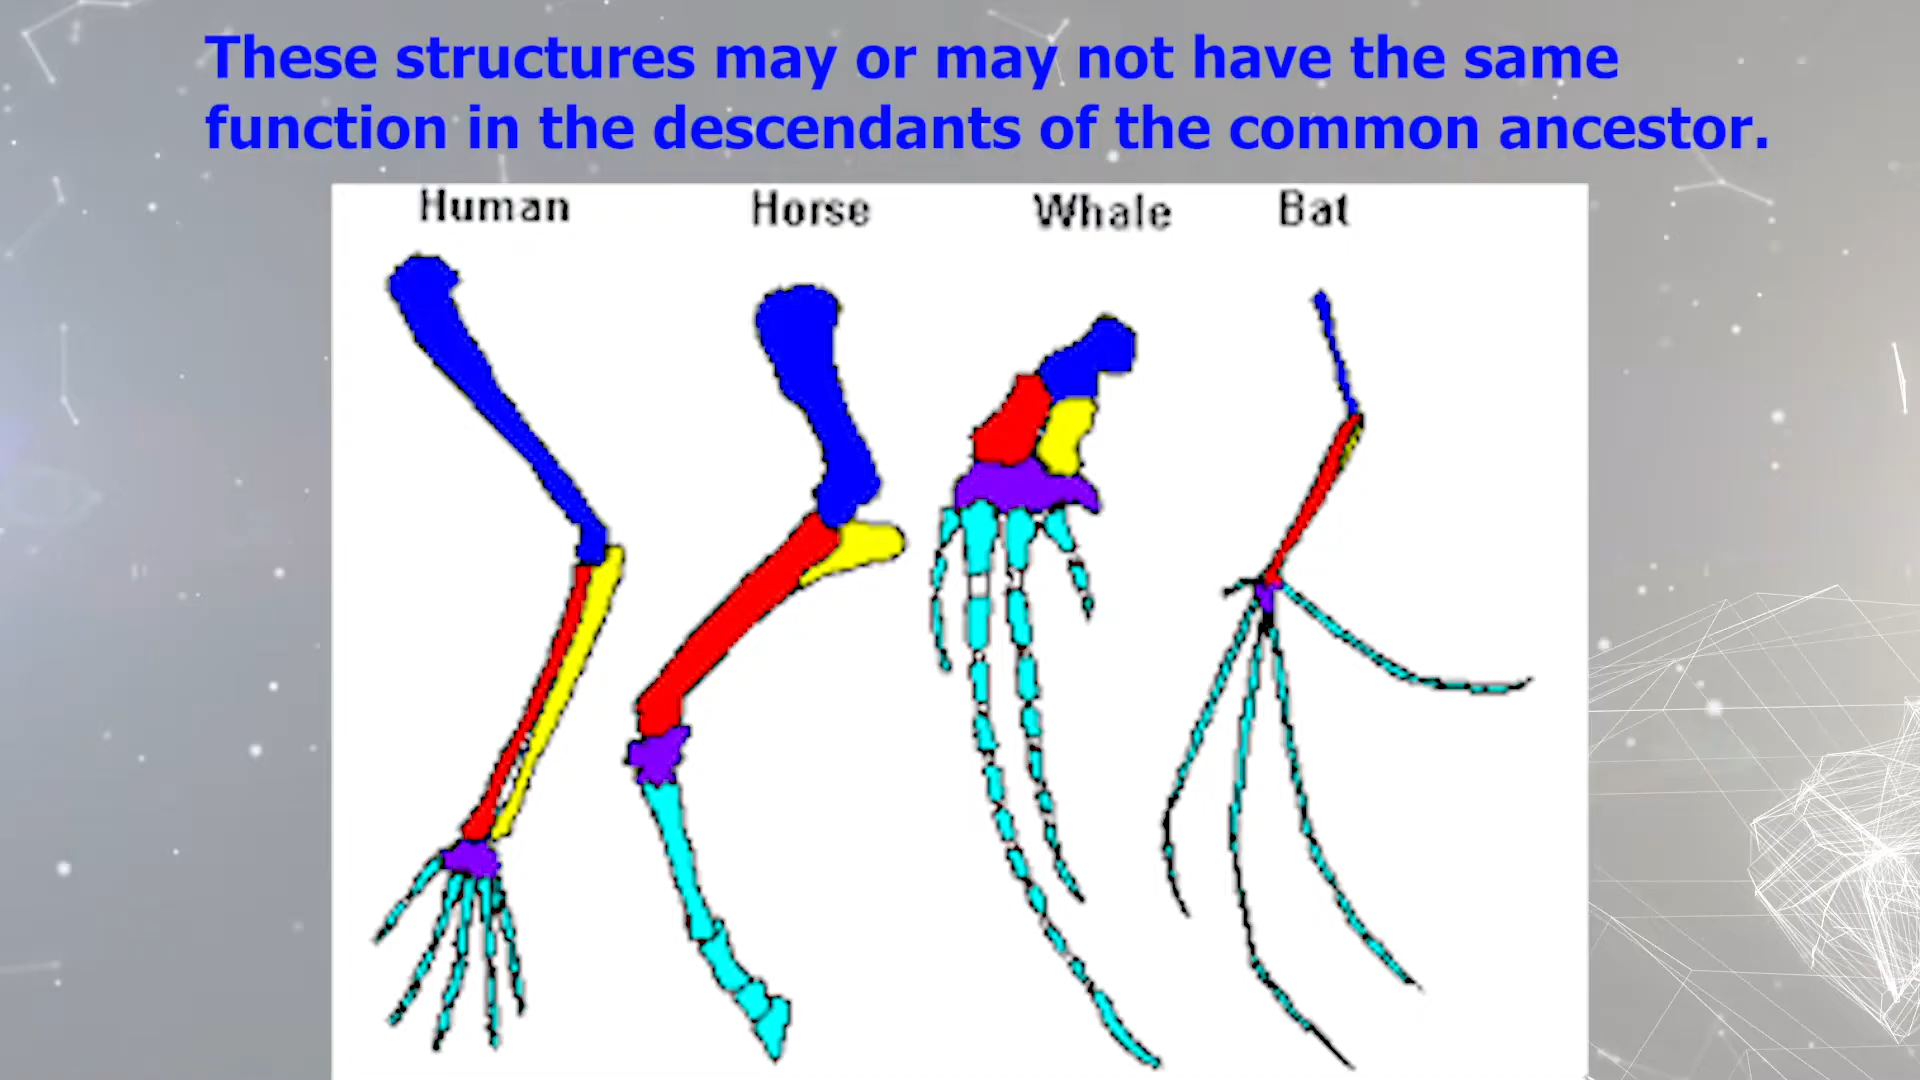 These structures may or may not have the same
function in the descendants of the common ancestor.
Human Horse Whale Bat